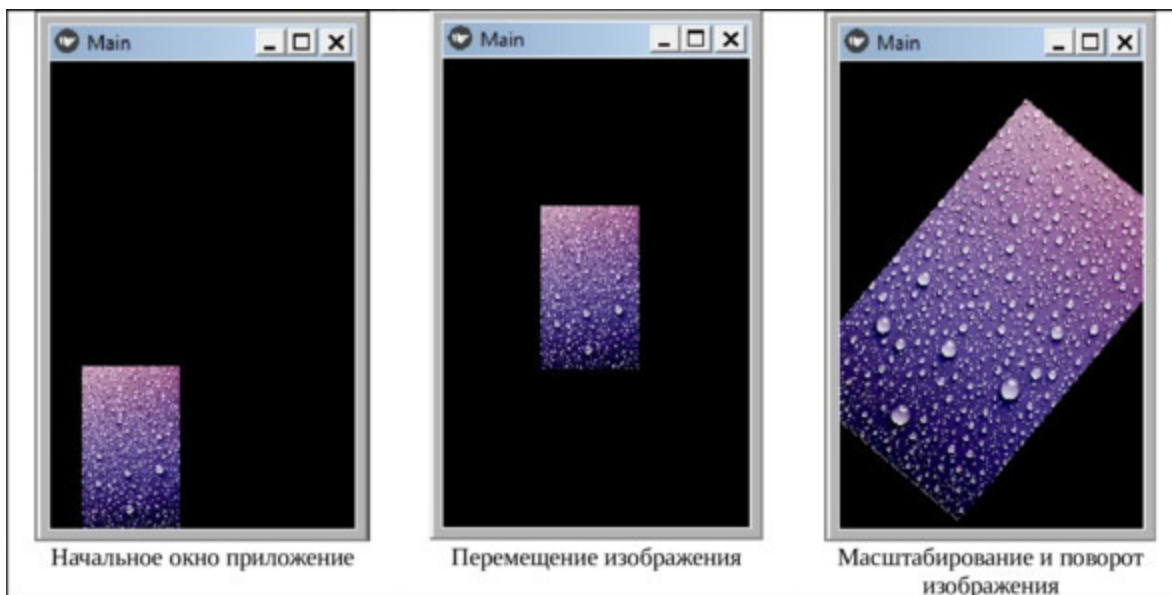 Main
Main
Main
Начальное окно приложение
Перемещение изображения
Масштабирование и поворот
изображения